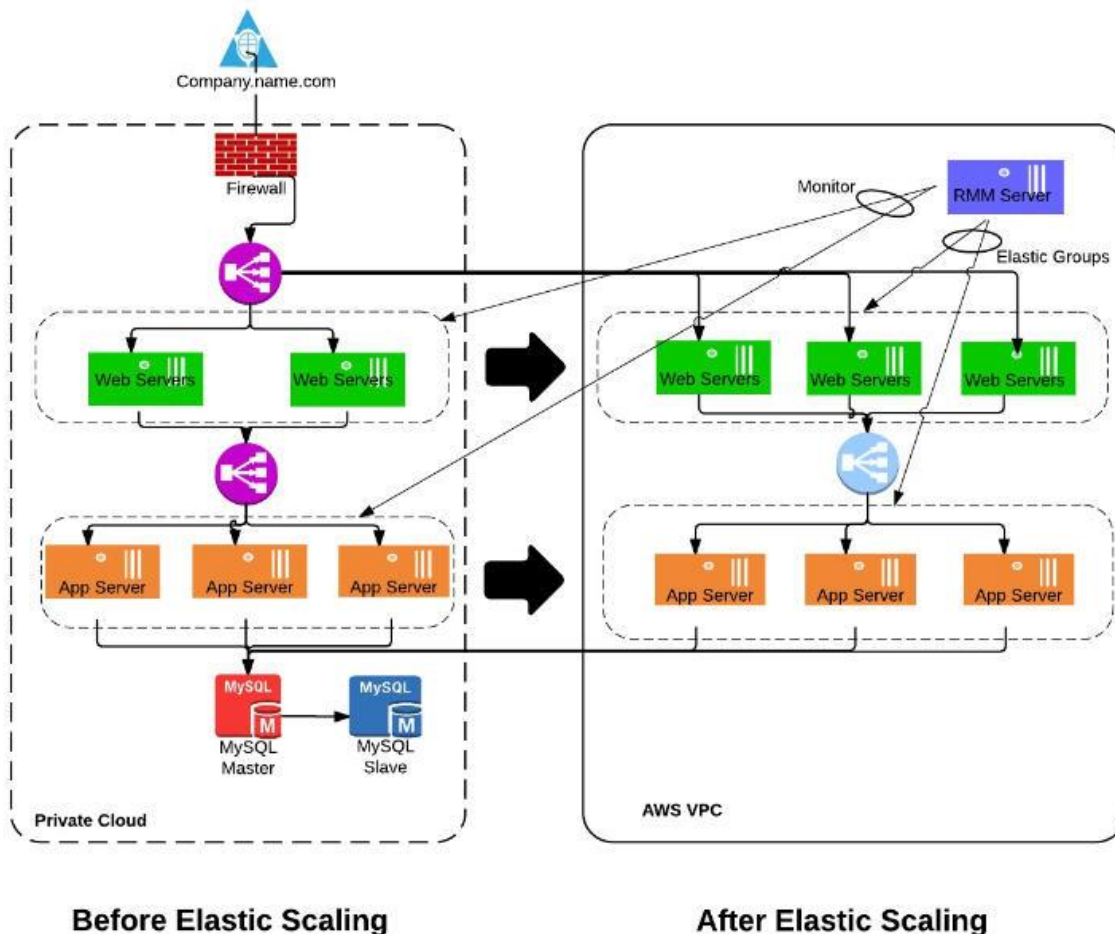 Company.name.com
Firewall
Monitor
RMM Server
Elastic Groups
Web Servers
Web Servers
Web Servers
Web Servers
Web Servers
App Server
App Server
App Server
App Server
App Server
App Server
MySQL
M
MySQL
Master
MySQL
M
MySQL
Slave
Private Cloud
AWS VPC
Before Elastic Scaling
After Elastic Scaling